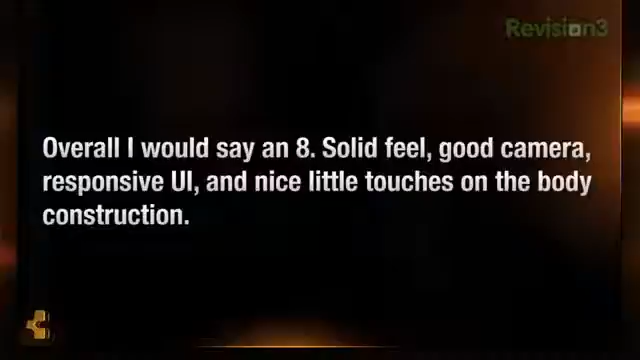 Revision3
Overall I would say an 8. Solid feel, good camera,
responsive UI, and nice little touches on the body
construction.